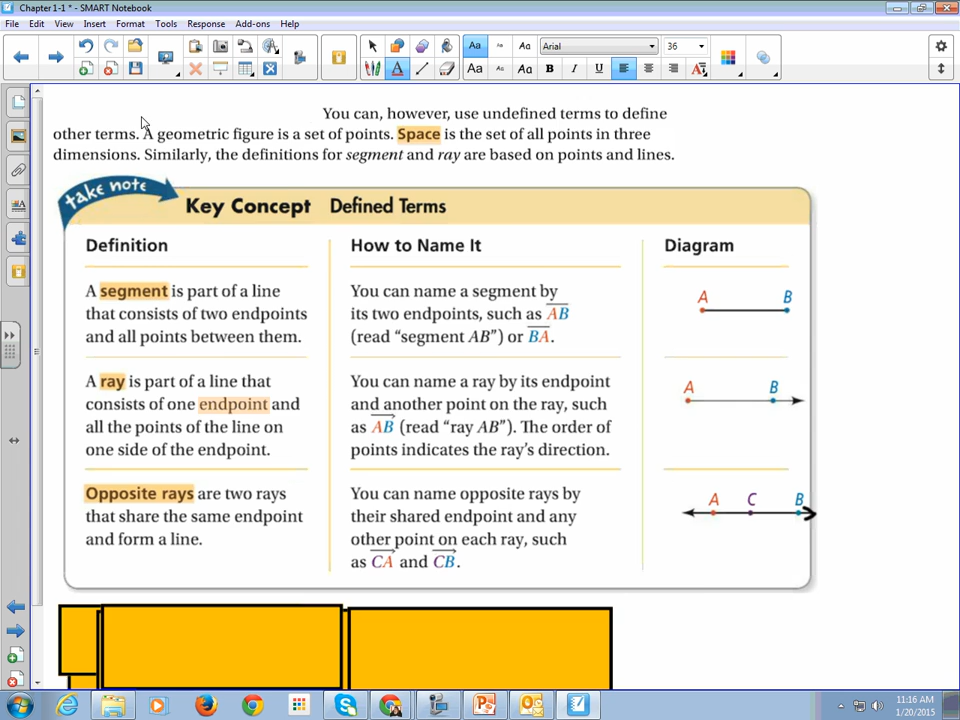 Chapter 1-1 * - SMART Notebook
File Edit View Insert Format Tools Response Add-ons Help
Aa Aa Aa Arial 36
Aa Aa Aa B I U
You can, however, use undefined terms to define
other terms. A geometric figure is a set of points. Space is the set of all points in three
dimensions. Similarly, the definitions for segment and ray are based on points and lines.
take note
Key Concept Defined Terms
Definition
A segment is part of a line
that consists of two endpoints
and all points between them.
A ray is part of a line that
consists of one endpoint and
all the points of the line on
one side of the endpoint.
Opposite rays are two rays
that share the same endpoint
and form a line.
How to Name It
You can name a segment by
its two endpoints, such as AB
(read “segment AB”) or BA.
You can name a ray by its endpoint
and another point on the ray, such
as AB (read “ray AB”). The order of
points indicates the ray’s direction.
You can name opposite rays by
their shared endpoint and any
other point on each ray, such
as CA and CB.
Diagram
A B
A B
A C B
11:16 AM
1/20/2015